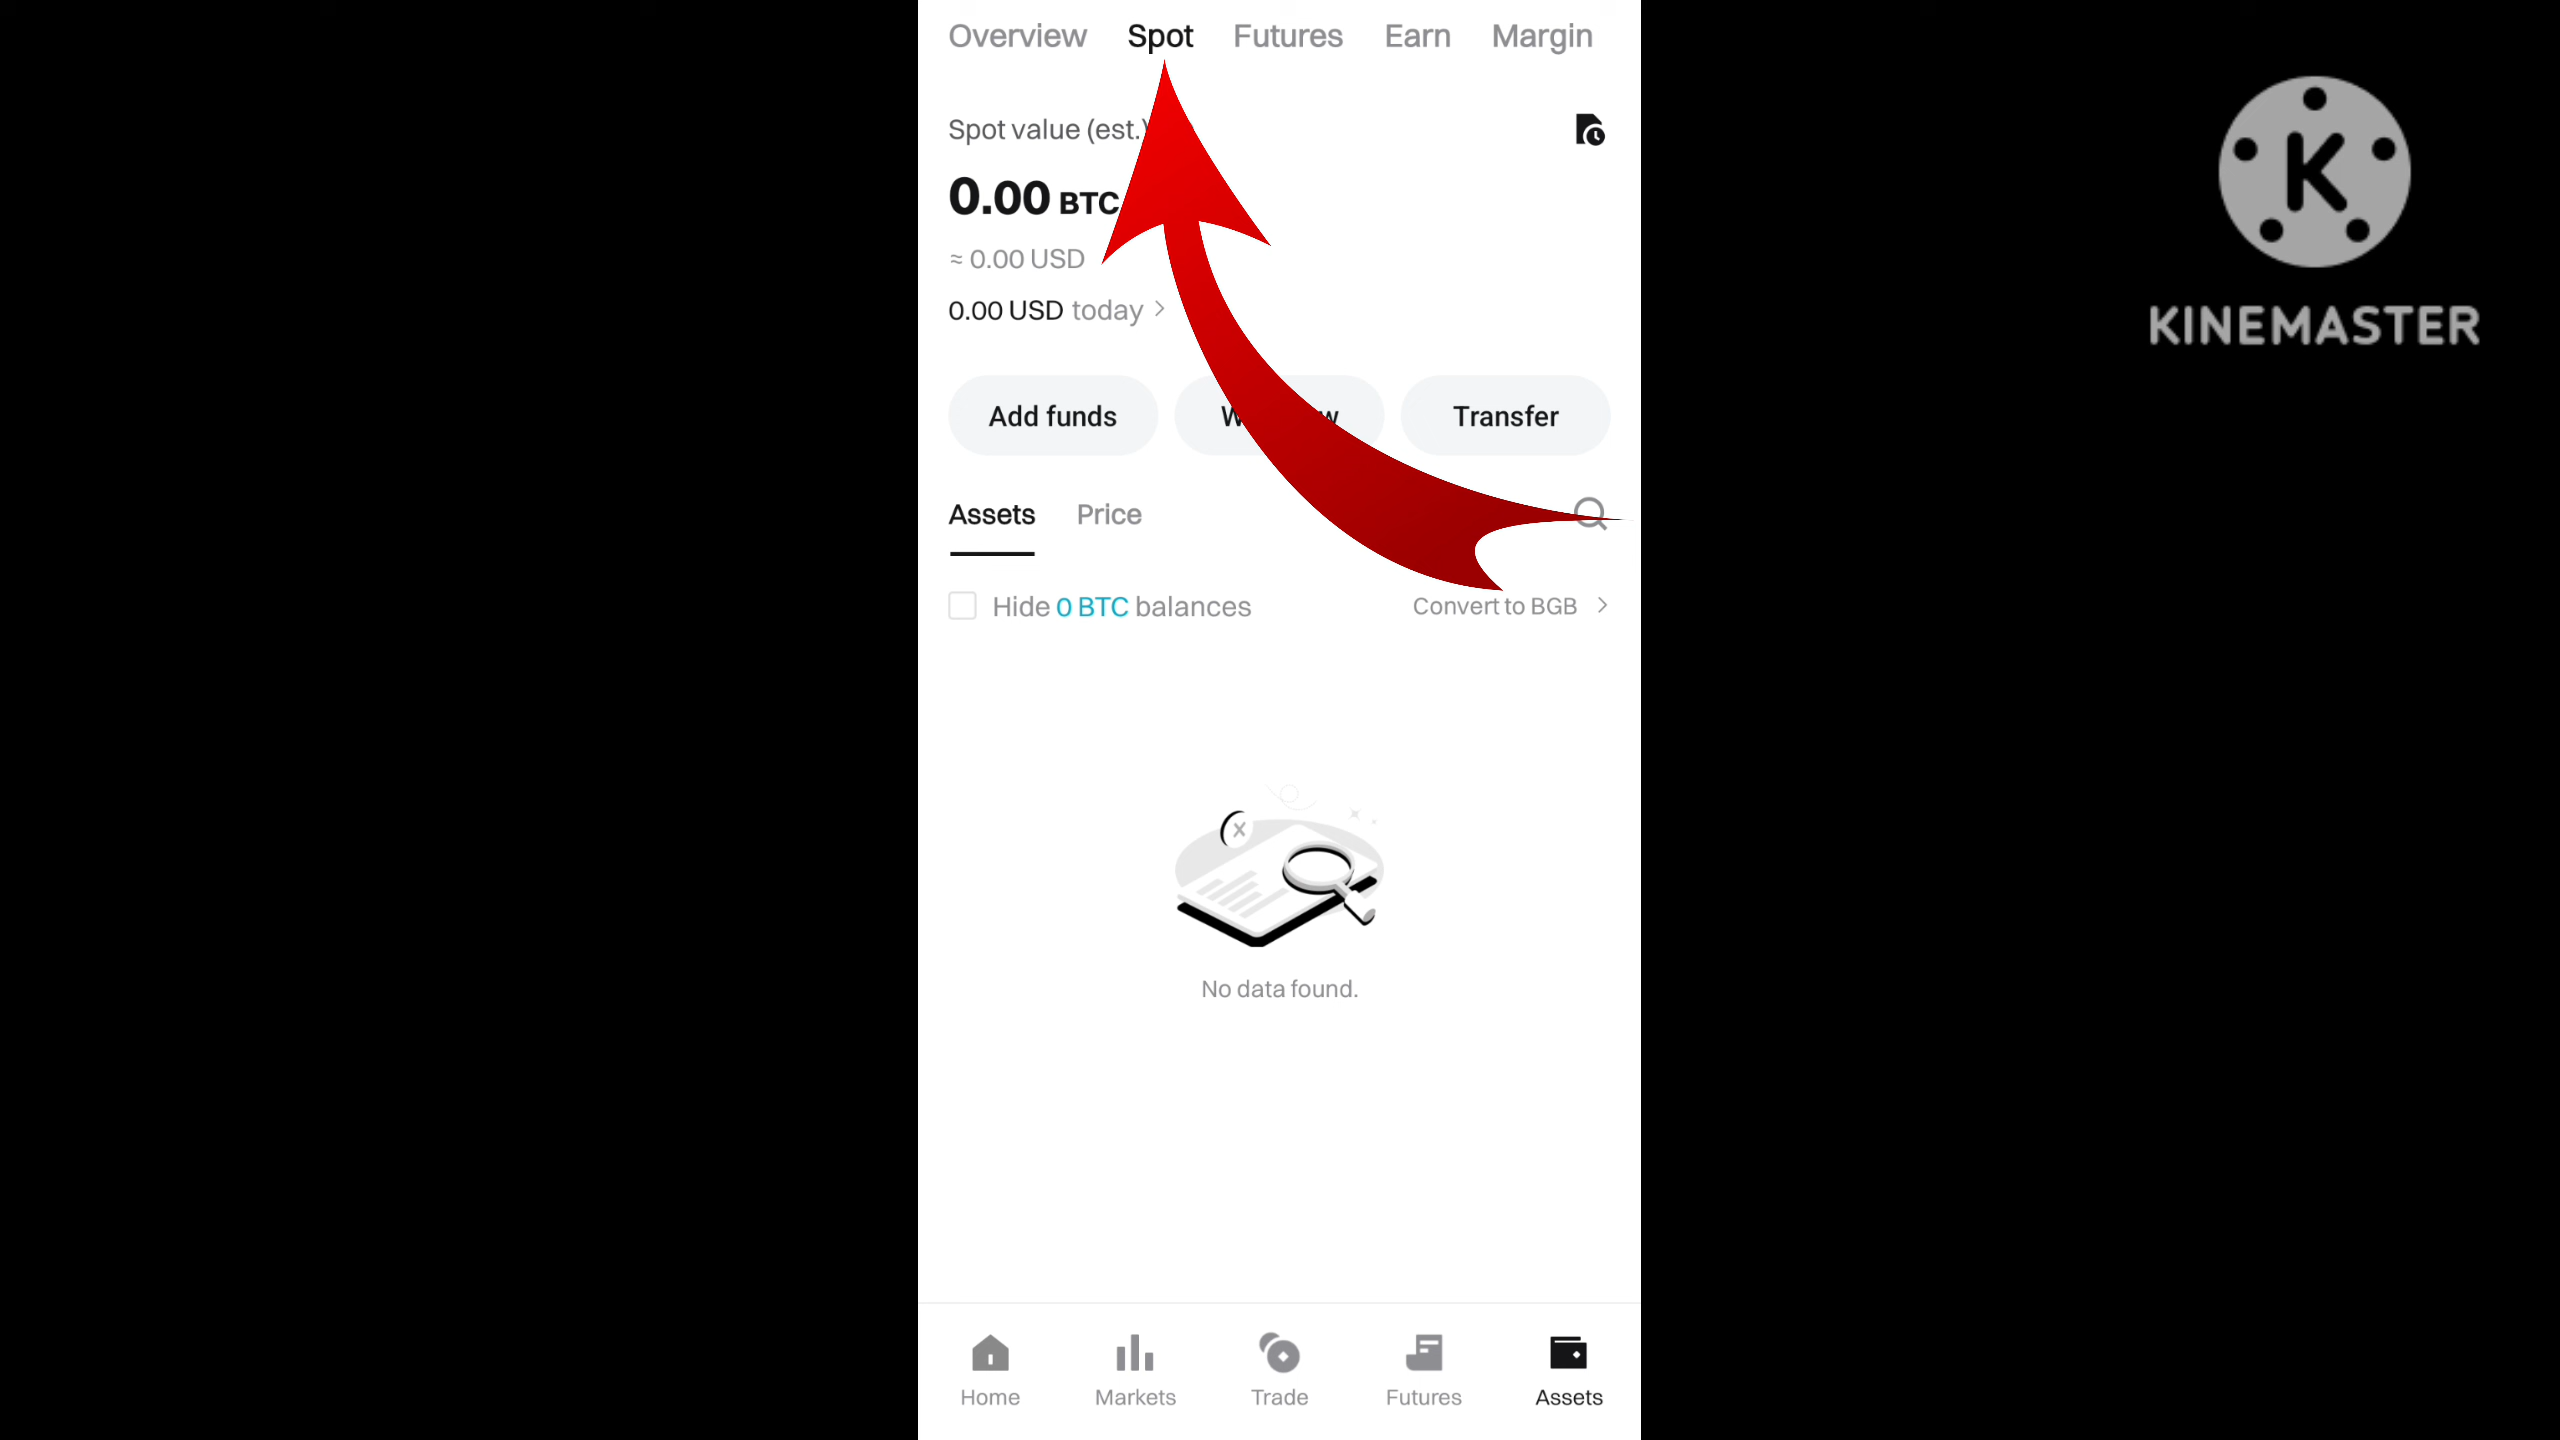 Overview Spot Futures Earn Margin
Spot value (est.)
0.00 BTC
≈ 0.00 USD
0.00 USD today >
Add funds Transfer
Assets Price
Hide 0 BTC balances Convert to BGB >
No data found.
Home Markets Trade Futures Assets
K
KINEMASTER